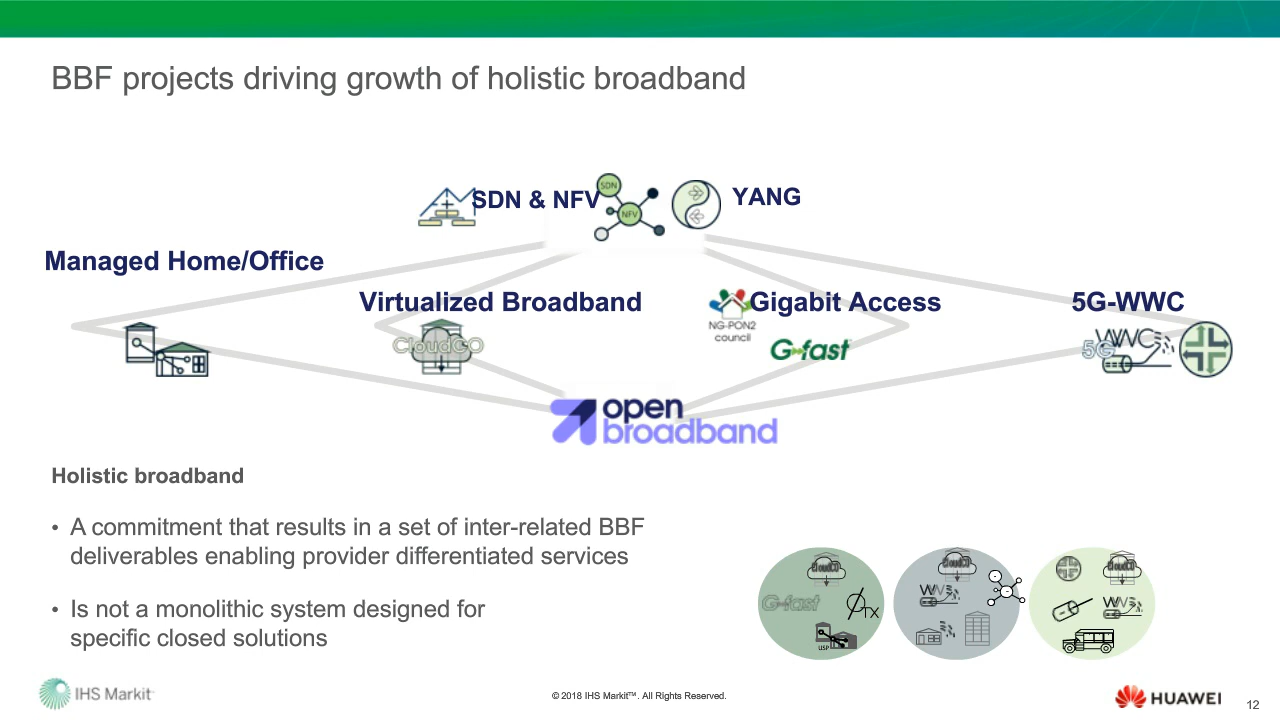 BBF projects driving growth of holistic broadband
SDN & NFV
SDN
NFV
YANG
Managed Home/Office
Virtualized Broadband
Gigabit Access
5G-WWC
CloudCO
NG-PON2
council
G.fast
WWC
5G
open
broadband
Holistic broadband
• A commitment that results in a set of inter-related BBF
deliverables enabling provider differentiated services
• Is not a monolithic system designed for
specific closed solutions
CloudCO
G.fast
TX
USP
CloudCO
CloudCO
IHS Markit™
© 2018 IHS Markit™. All Rights Reserved.
HUAWEI
12